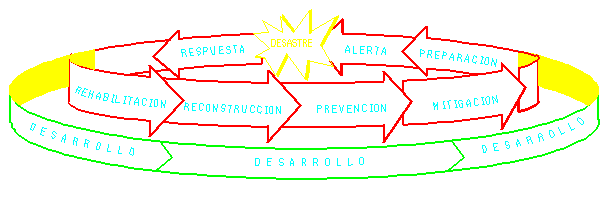 DESASTRE
RESPUESTA
ALERTA
PREPARACION
REHABILITACION
RECONSTRUCCION
PREVENCION
MITIGACION
DESARROLLO
DESARROLLO
DESARROLLO